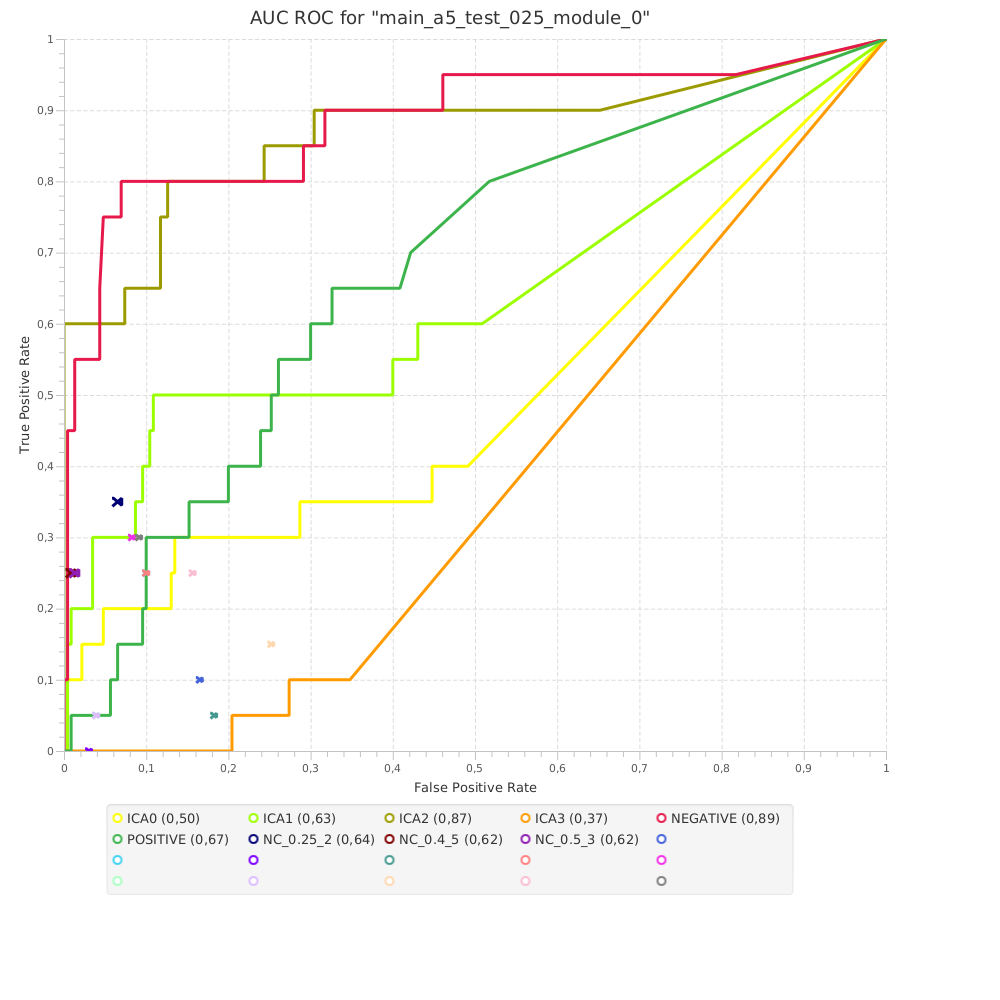 AUC ROC for "main_a5_test_025_module_0"
1
0,9
0,8
0,7
0,6
0,5
0,4
0,3
0,2
0,1
0
True Positive Rate
0 0,1 0,2 0,3 0,4 0,5 0,6 0,7 0,8 0,9 1
False Positive Rate
ICA0 (0,50) ICA1 (0,63) ICA2 (0,87) ICA3 (0,37) NEGATIVE (0,89)
POSITIVE (0,67) NC_0.25_2 (0,64) NC_0.4_5 (0,62) NC_0.5_3 (0,62)